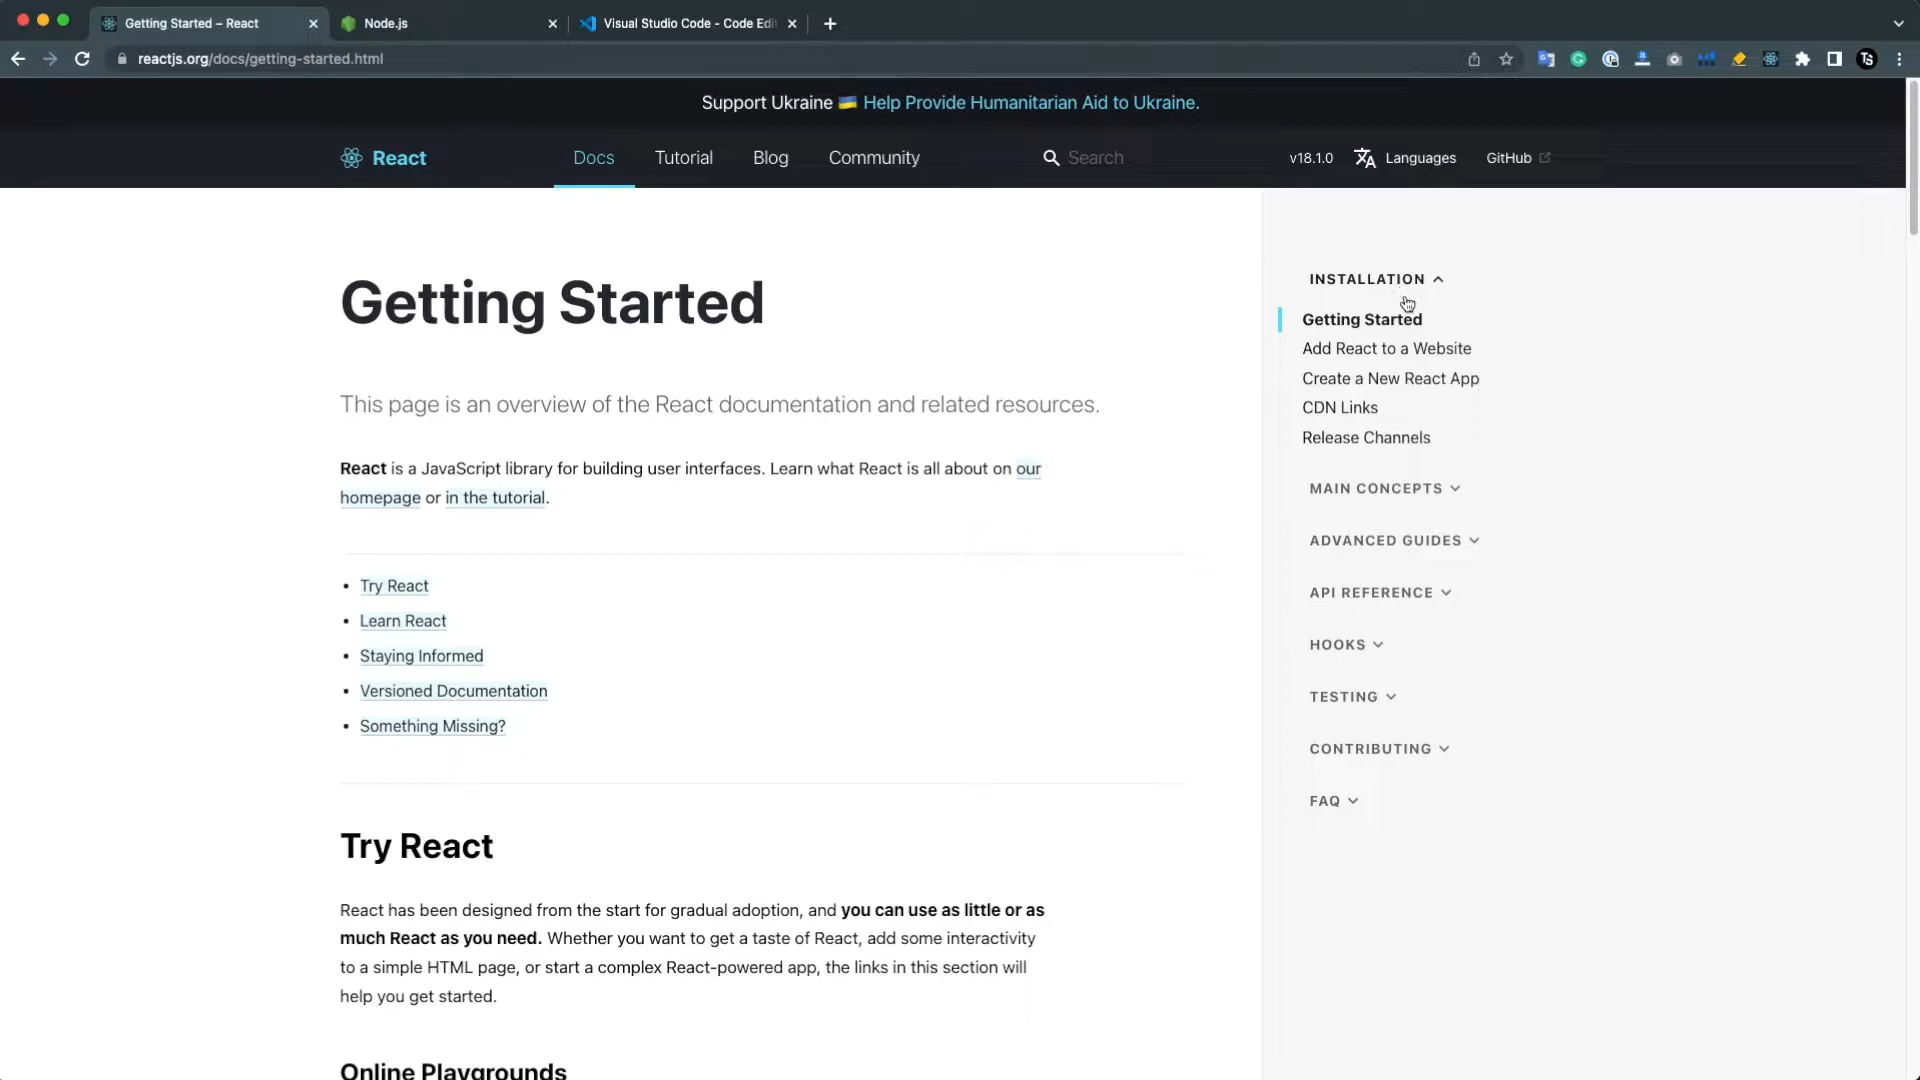 Getting Started – React
Node.js
Visual Studio Code - Code Edi
reactjs.org/docs/getting-started.html
TS
Support Ukraine 🇺🇦 Help Provide Humanitarian Aid to Ukraine.
React
Docs
Tutorial
Blog
Community
Search
v18.1.0
Languages
GitHub
Getting Started
This page is an overview of the React documentation and related resources.
React is a JavaScript library for building user interfaces. Learn what React is all about on our
homepage or in the tutorial.
• Try React
• Learn React
• Staying Informed
• Versioned Documentation
• Something Missing?
Try React
React has been designed from the start for gradual adoption, and you can use as little or as
much React as you need. Whether you want to get a taste of React, add some interactivity
to a simple HTML page, or start a complex React-powered app, the links in this section will
help you get started.
Online Playgrounds
INSTALLATION
Getting Started
Add React to a Website
Create a New React App
CDN Links
Release Channels
MAIN CONCEPTS
ADVANCED GUIDES
API REFERENCE
HOOKS
TESTING
CONTRIBUTING
FAQ